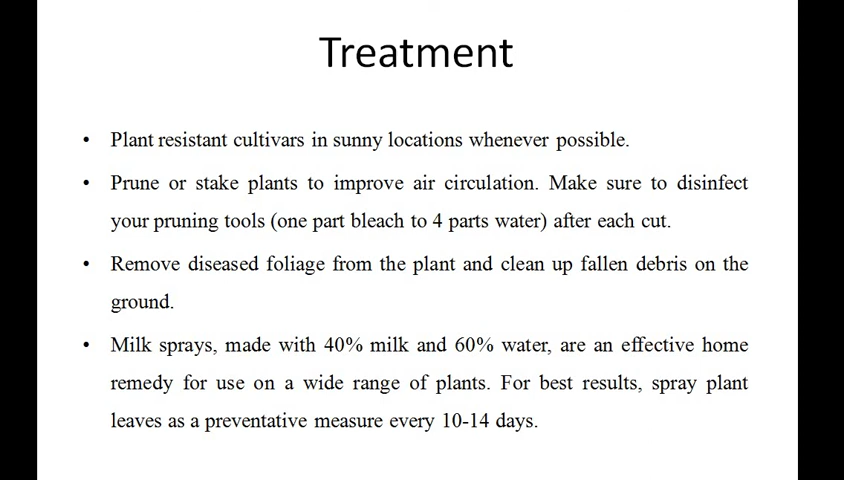 Treatment
• Plant resistant cultivars in sunny locations whenever possible.
• Prune or stake plants to improve air circulation. Make sure to disinfect
your pruning tools (one part bleach to 4 parts water) after each cut.
• Remove diseased foliage from the plant and clean up fallen debris on the
ground.
• Milk sprays, made with 40% milk and 60% water, are an effective home
remedy for use on a wide range of plants. For best results, spray plant
leaves as a preventative measure every 10-14 days.